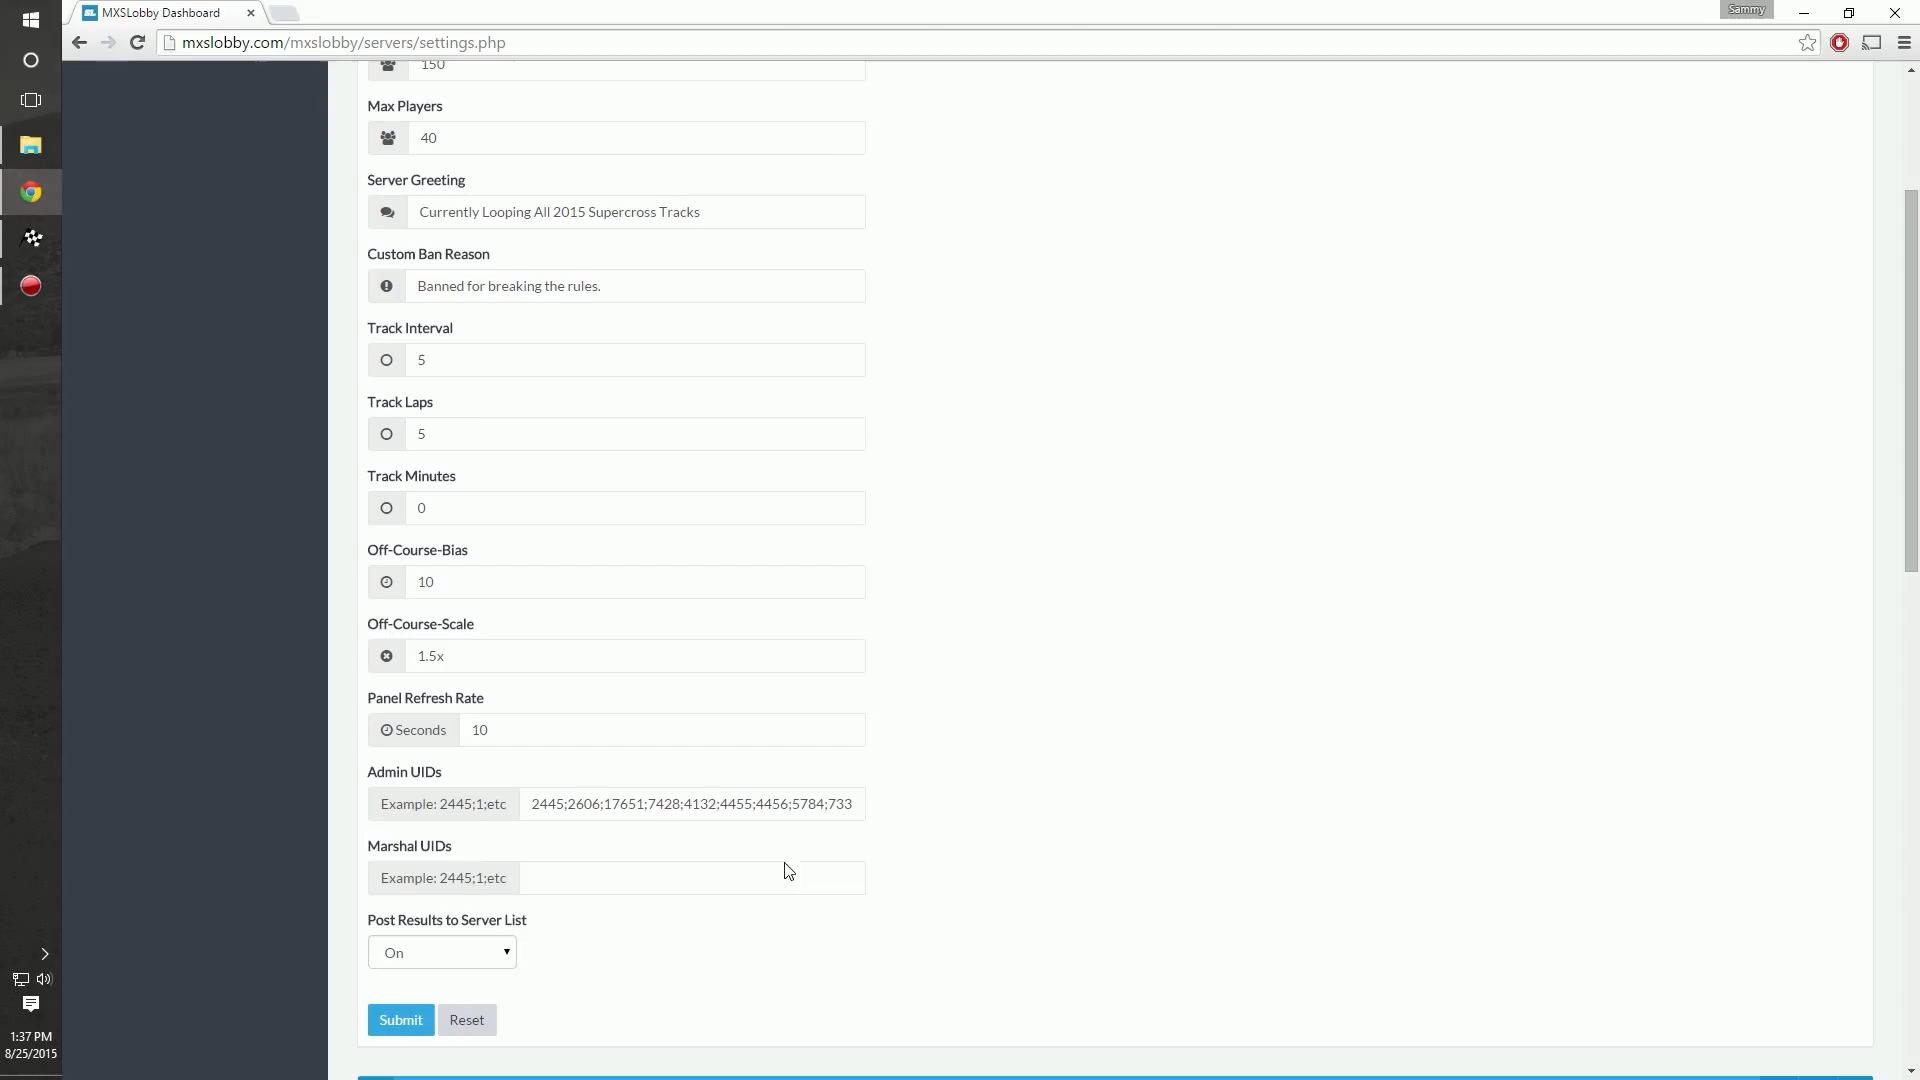 MXSLobby Dashboard
Sammy
mxslobby.com/mxslobby/servers/settings.php
150
Max Players
40
Server Greeting
Currently Looping All 2015 Supercross Tracks
Custom Ban Reason
Banned for breaking the rules.
Track Interval
5
Track Laps
5
Track Minutes
0
Off-Course-Bias
10
Off-Course-Scale
1.5x
Panel Refresh Rate
Seconds 10
Admin UIDs
Example: 2445;1;etc 2445;2606;17651;7428;4132;4455;4456;5784;733
Marshal UIDs
Example: 2445;1;etc
Post Results to Server List
On
Submit Reset
1:37 PM
8/25/2015